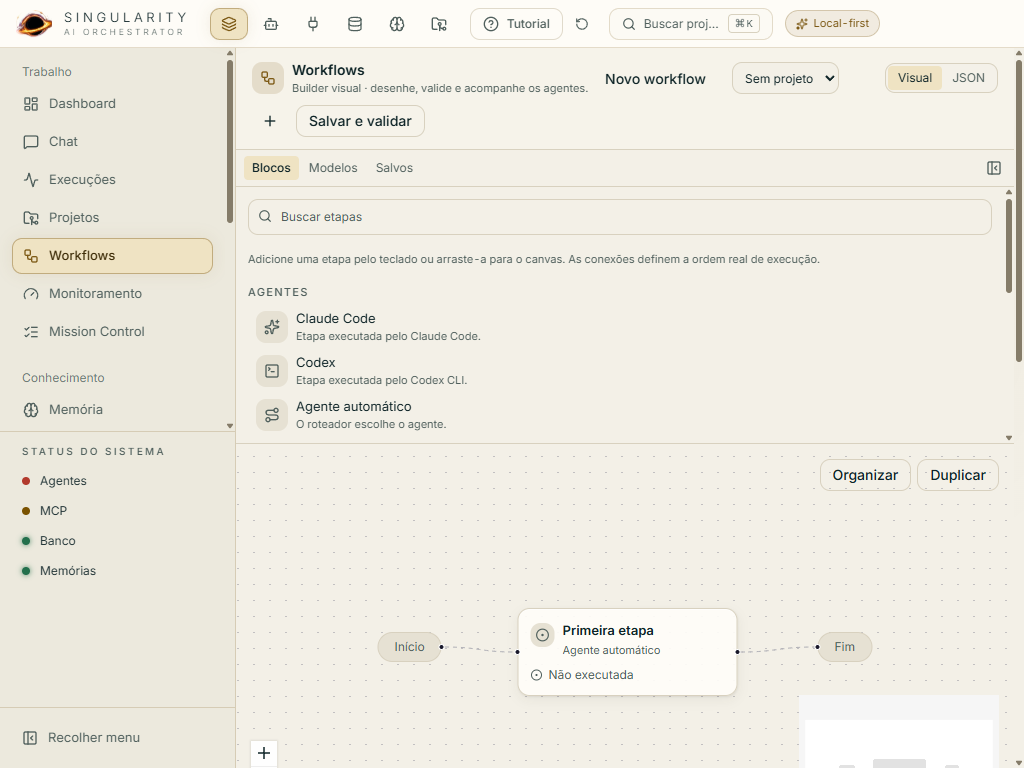 SINGULARITY
AI ORCHESTRATOR
Tutorial
Buscar proj...
⌘K
Local-first
Trabalho
Dashboard
Chat
Execuções
Projetos
Workflows
Monitoramento
Mission Control
Conhecimento
Memória
STATUS DO SISTEMA
Agentes
MCP
Banco
Memórias
Recolher menu
Workflows
Builder visual · desenhe, valide e acompanhe os agentes.
Novo workflow
Sem projeto
Visual
JSON
Salvar e validar
Blocos
Modelos
Salvos
Buscar etapas
Adicione uma etapa pelo teclado ou arraste-a para o canvas. As conexões definem a ordem real de execução.
AGENTES
Claude Code
Etapa executada pelo Claude Code.
Codex
Etapa executada pelo Codex CLI.
Agente automático
O roteador escolhe o agente.
Organizar
Duplicar
Início
Primeira etapa
Agente automático
Não executada
Fim